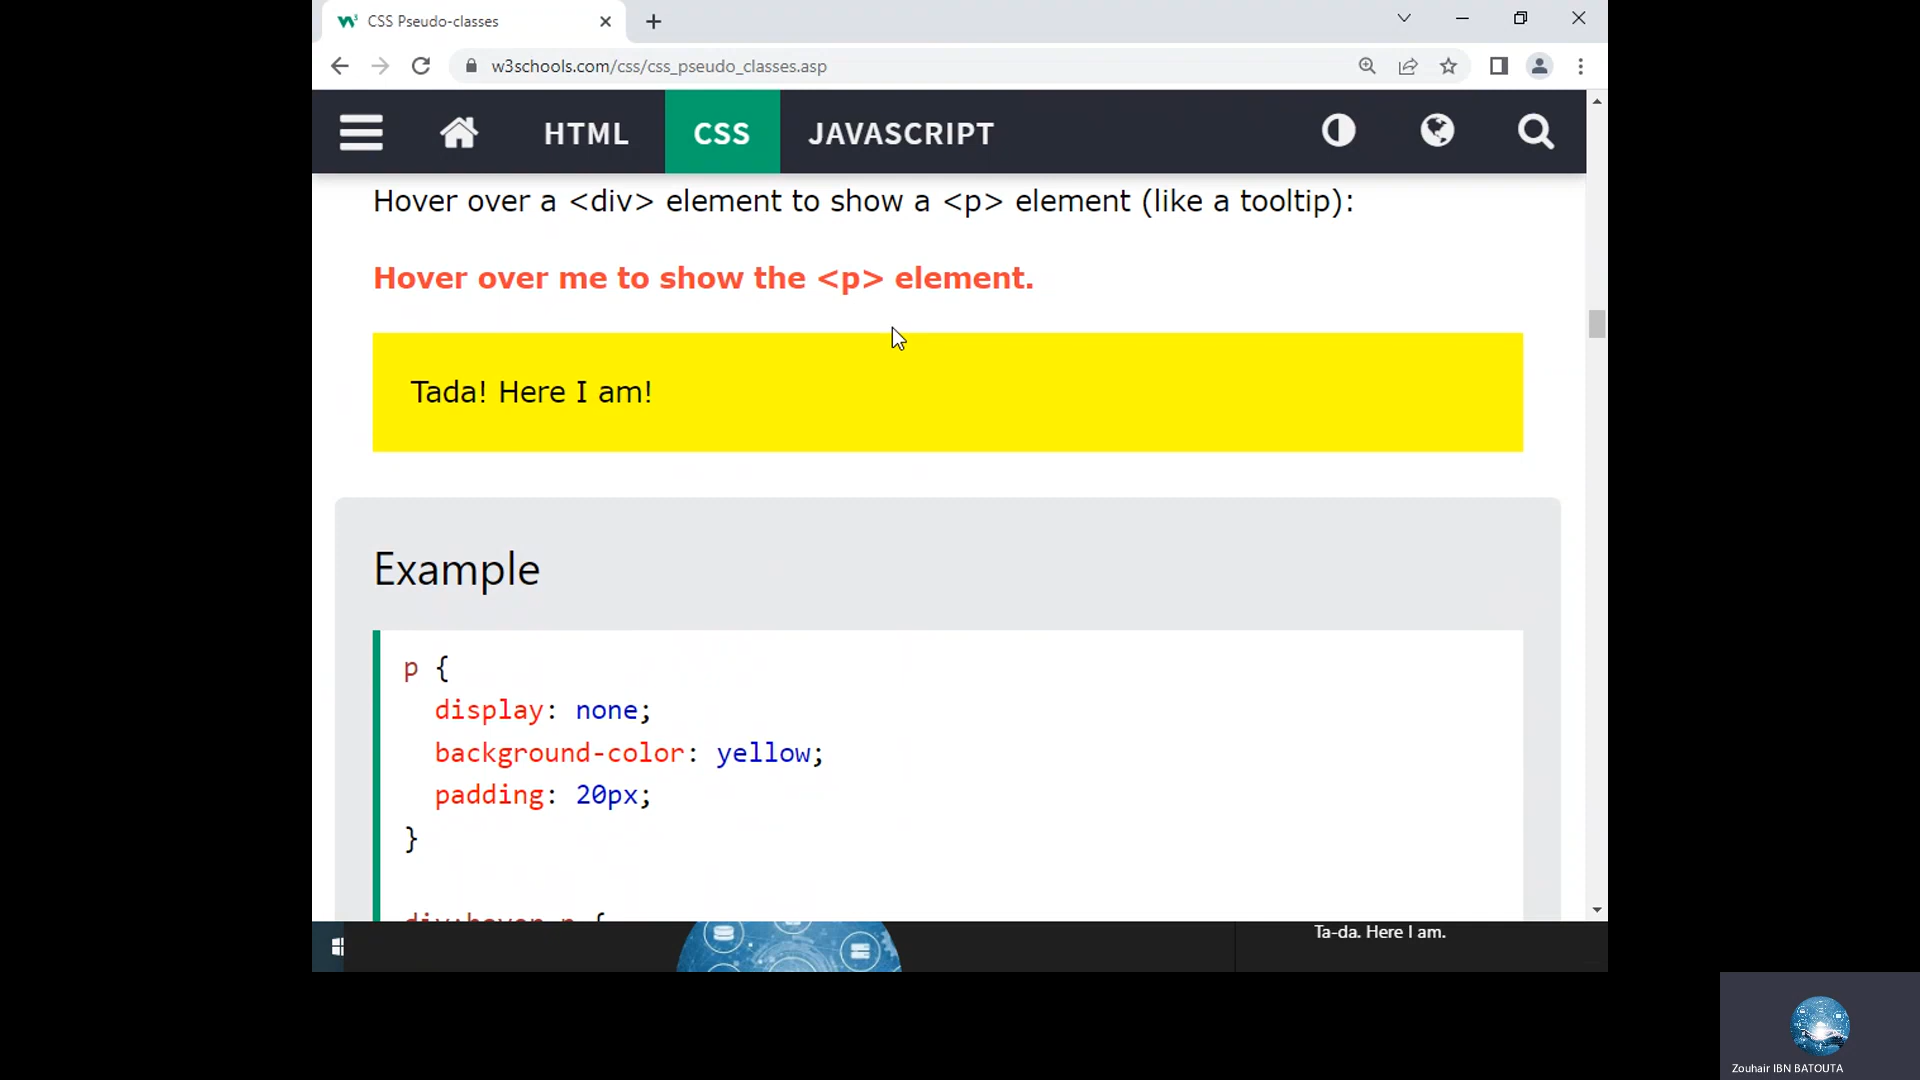 CSS Pseudo-classes
w3schools.com/css/css_pseudo_classes.asp
HTML CSS JAVASCRIPT
Hover over a <div> element to show a <p> element (like a tooltip):
Hover over me to show the <p> element.
Tada! Here I am!
Example
p {
display: none;
background-color: yellow;
padding: 20px;
}
div:hover p {
Ta-da. Here I am.
Zouhair IBN BATOUTA